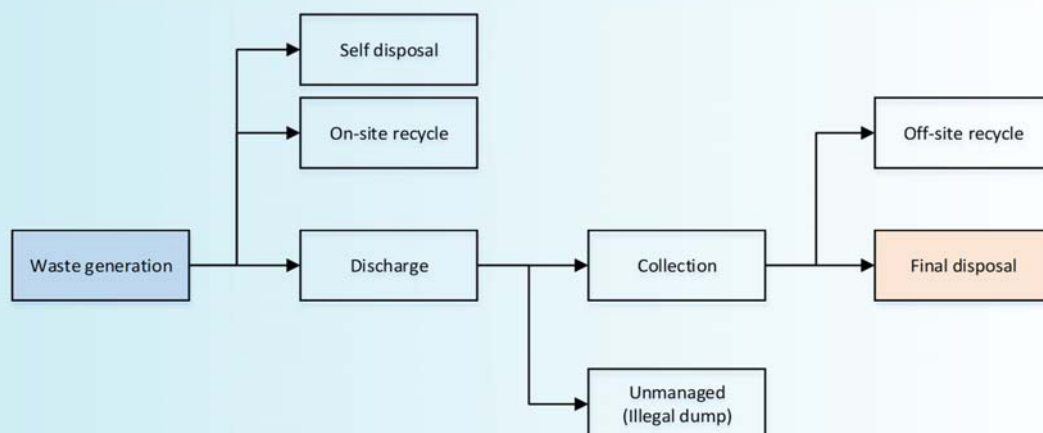 Self disposal
On-site recycle
Off-site recycle
Waste generation
Discharge
Collection
Final disposal
Unmanaged
(Illegal dump)